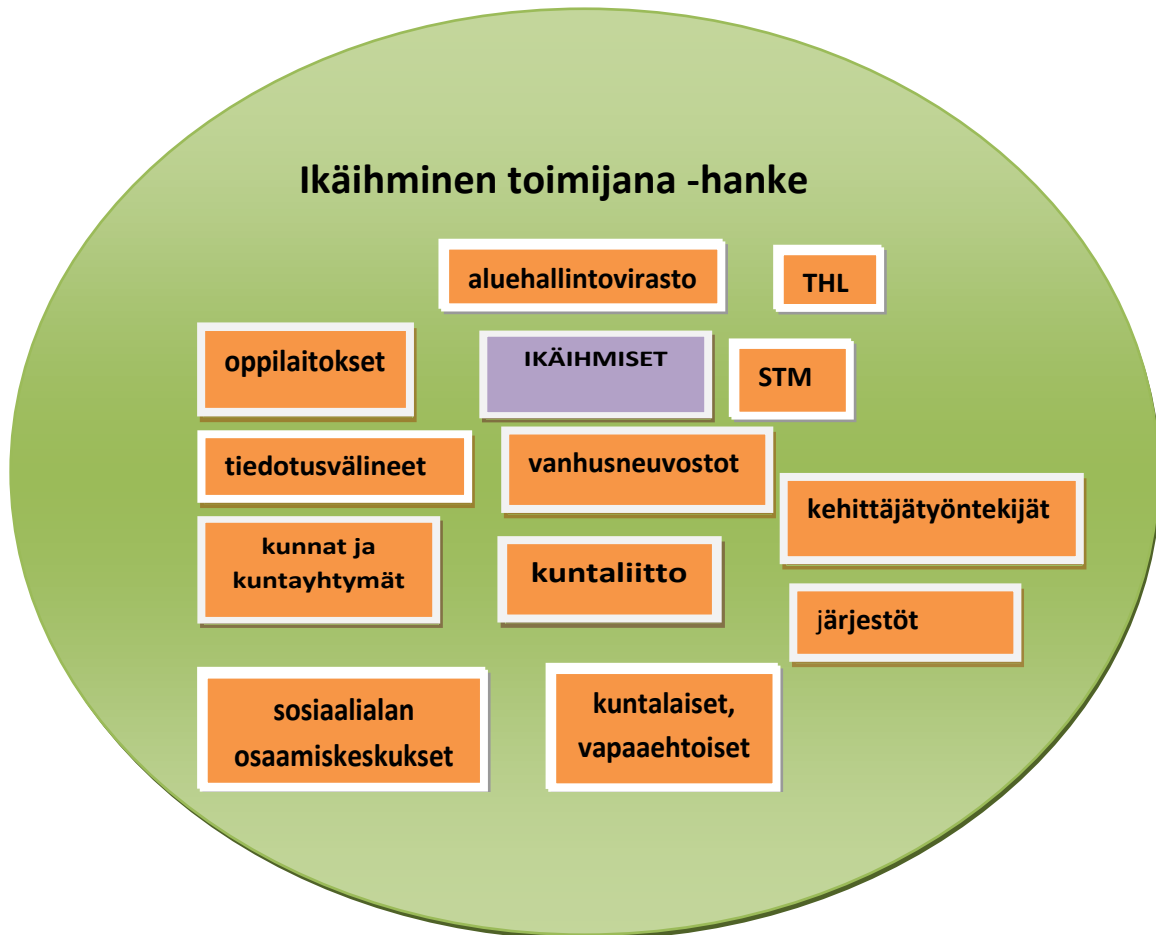 Ikäihminen toimijana -hanke
aluehallintovirasto
THL
oppilaitokset
IKÄIHMISET
STM
tiedotusvälineet
vanhusneuvostot
kehittäjätyöntekijät
kunnat ja
kuntayhtymät
kuntaliitto
järjestöt
sosiaalialan
osaamiskeskukset
kuntalaiset,
vapaaehtoiset